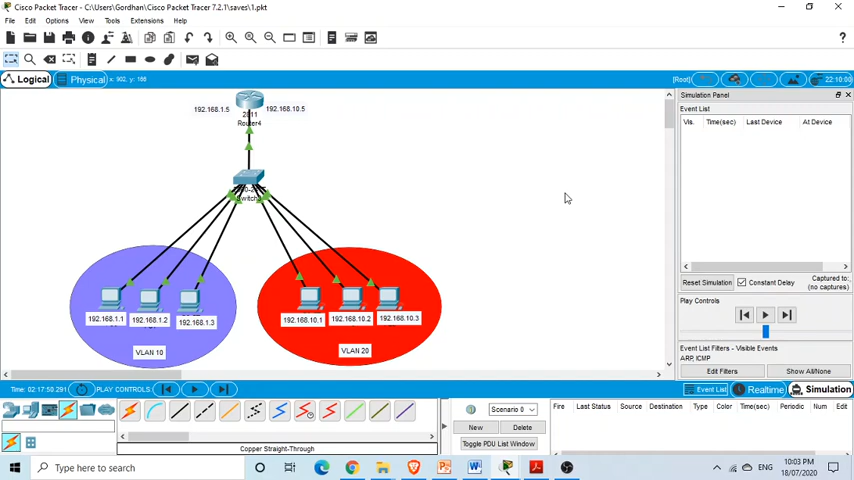 Cisco Packet Tracer - C:\Users\Gordhan\Cisco Packet Tracer 7.2.1\saves\1.pkt
File Edit Options View Tools Extensions Help
Logical Physical x: 902, y: 166 [Root] 22:10:00
192.168.1.5 192.168.10.5
2811
Router4
192.168.1.1 192.168.1.2 192.168.1.3
192.168.10.1 192.168.10.2 192.168.10.3
VLAN 10
VLAN 20
Simulation Panel
Event List
Vis. Time(sec) Last Device At Device
Reset Simulation Constant Delay Captured to:
(no captures)
Play Controls
Event List Filters - Visible Events
ARP, ICMP
Edit Filters Show All/None
Time: 02:17:50.291 PLAY CONTROLS: Event List Realtime Simulation
Scenario 0
New Delete
Toggle PDU List Window
Fire Last Status Source Destination Type Color Time(sec) Periodic Num Edit
Copper Straight-Through
Type here to search
ENG
10:03 PM
18/07/2020